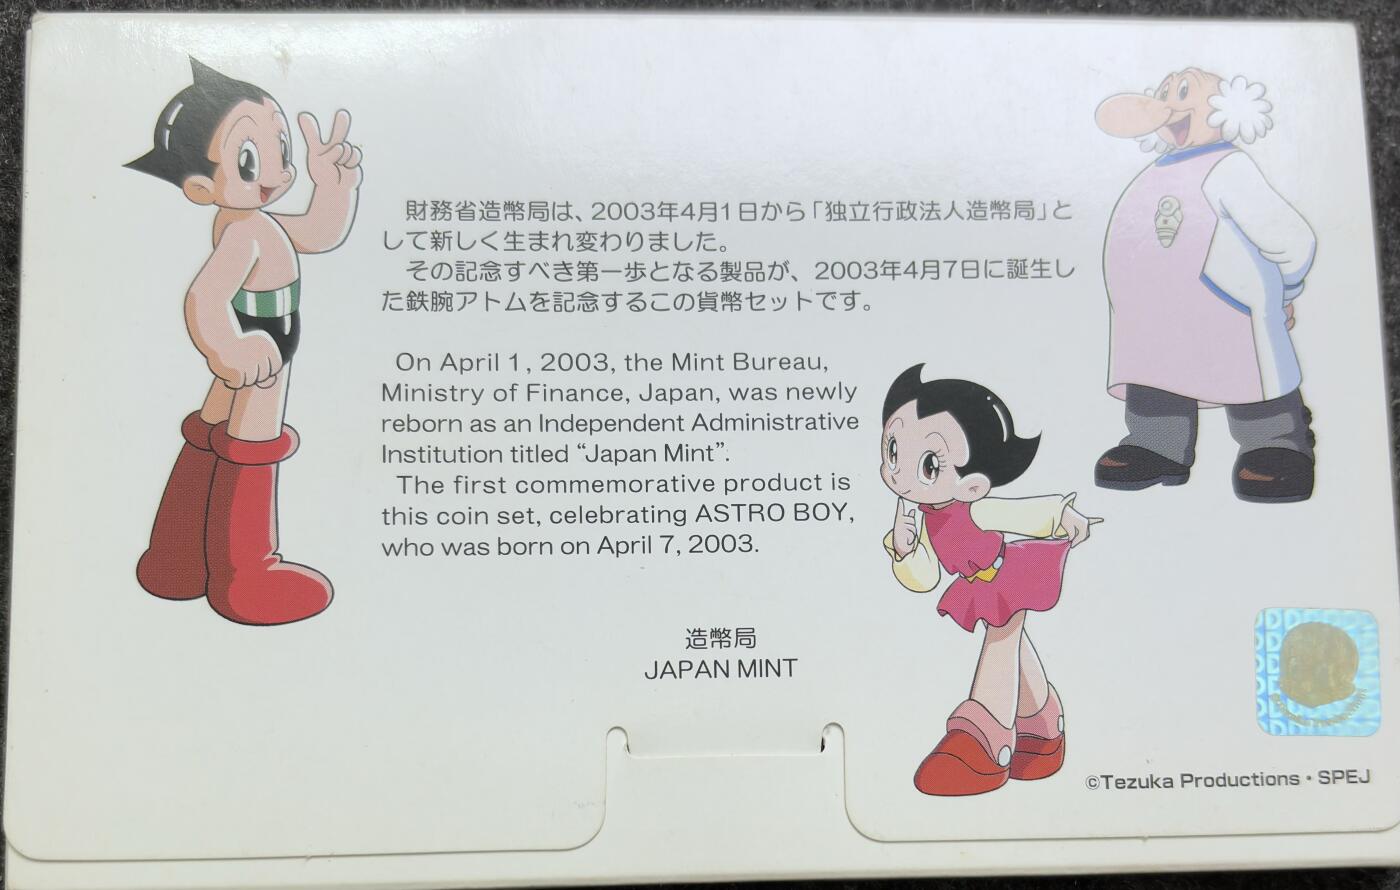 財務省造幣局は、2003年4月1日から「独立行政法人造幣局」と
して新しく生まれ変わりました。
その記念すべき第一歩となる製品が、2003年4月7日に誕生し
た鉄腕アトムを記念するこの貨幣セットです。
On April 1, 2003, the Mint Bureau,
Ministry of Finance, Japan, was newly
reborn as an Independent Administrative
Institution titled “Japan Mint”.
The first commemorative product is
this coin set, celebrating ASTRO BOY,
who was born on April 7, 2003.
造幣局
JAPAN MINT
©Tezuka Productions・SPEJ